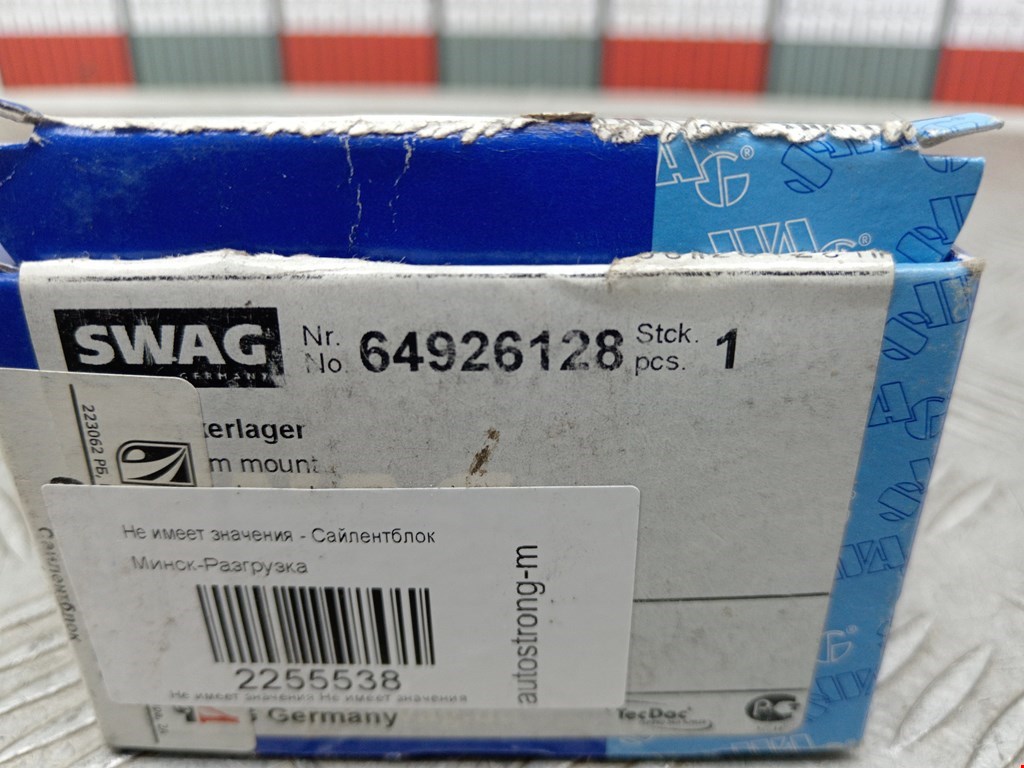 SWAG
GERMANY
Nr. 64926128 Stck. 1
No pcs.
kerlager
m mount
223062 РБ,
Сайлентблок
Не имеет значения - Сайлентблок
Минск-Разгрузка
2255538
Не имеет значения Не имеет значения
autostrong-m
Germany
TecDoc